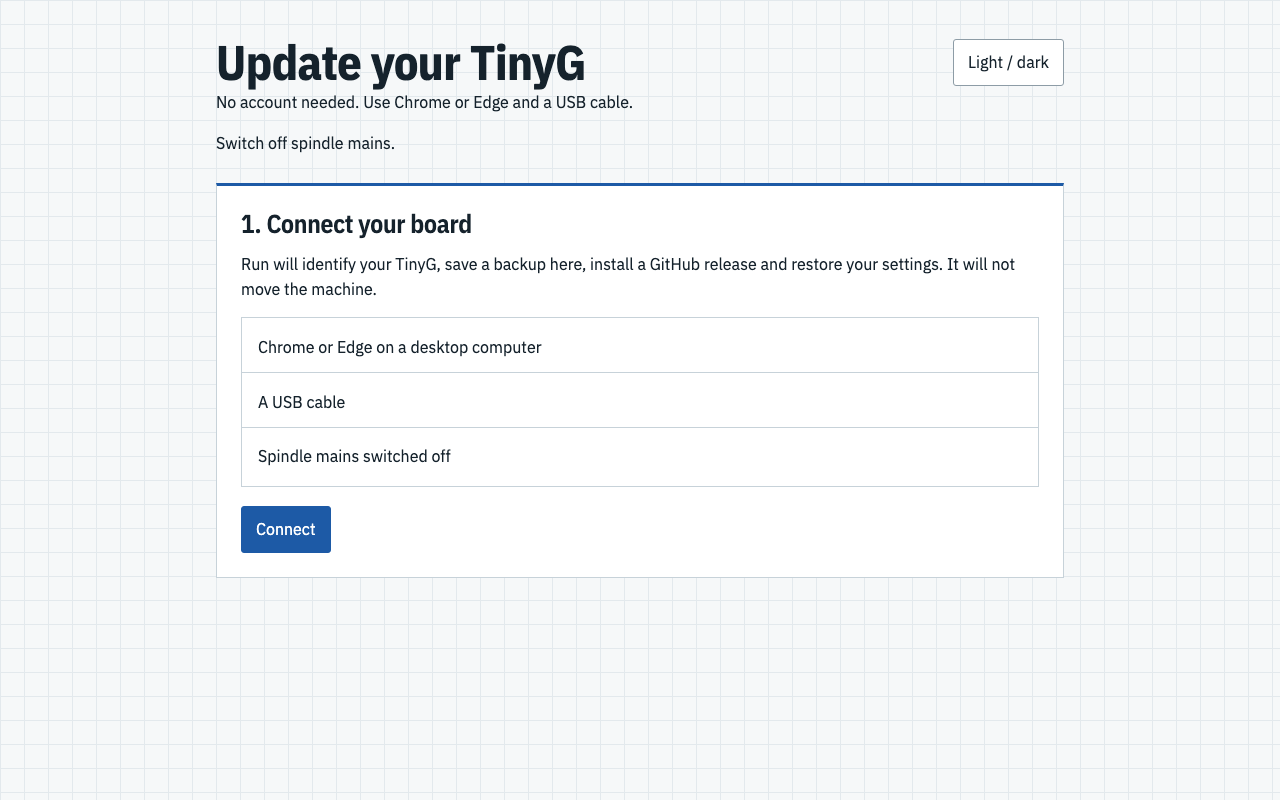 Update your TinyG
Light / dark
No account needed. Use Chrome or Edge and a USB cable.
Switch off spindle mains.
1. Connect your board
Run will identify your TinyG, save a backup here, install a GitHub release and restore your settings. It will not
move the machine.
Chrome or Edge on a desktop computer
A USB cable
Spindle mains switched off
Connect